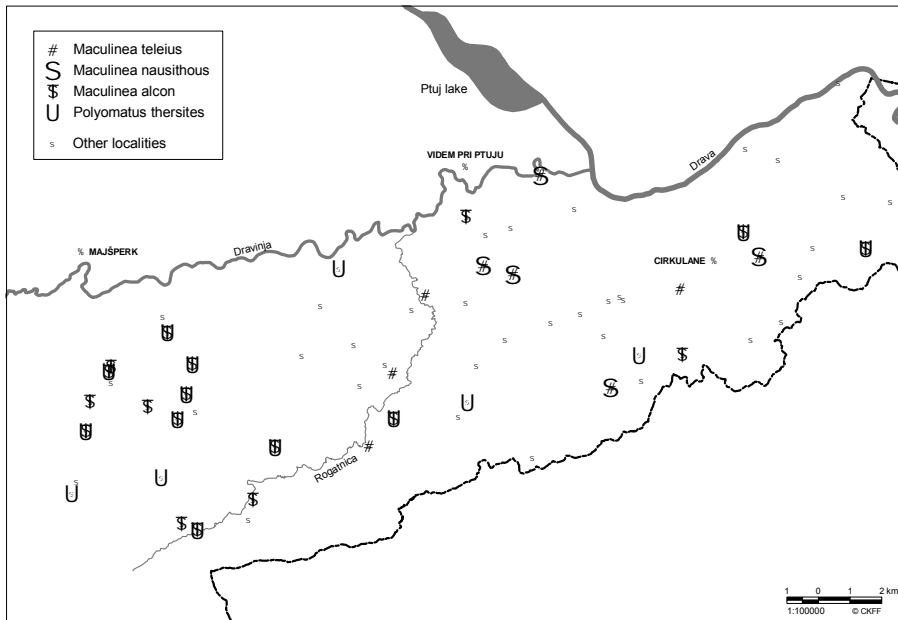 # Maculinea teleius
S Maculinea nausithous
Maculinea alcon
U Polyomatus thersites
s Other localities
Ptuj lake
VIDEM PRI PTUJU
%
Drava
% MAJŠPERK
Dravinja
CIRKULANE %
Rogatnica
1 0 1 2 km
1:100000 © CKFF